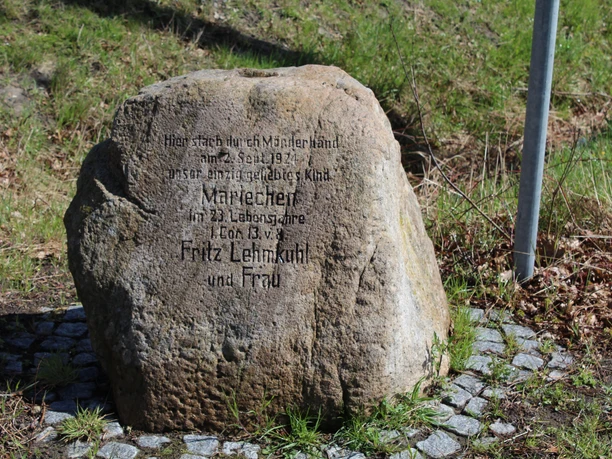 Hier starb durch Mörderhand
am 2. Sept. 1921
unser einzig geliebtes Kind
Mariechen
im 23. Lebensjahre
1. Cor. 13. v. 8
Fritz Lehmkuhl
und Frau